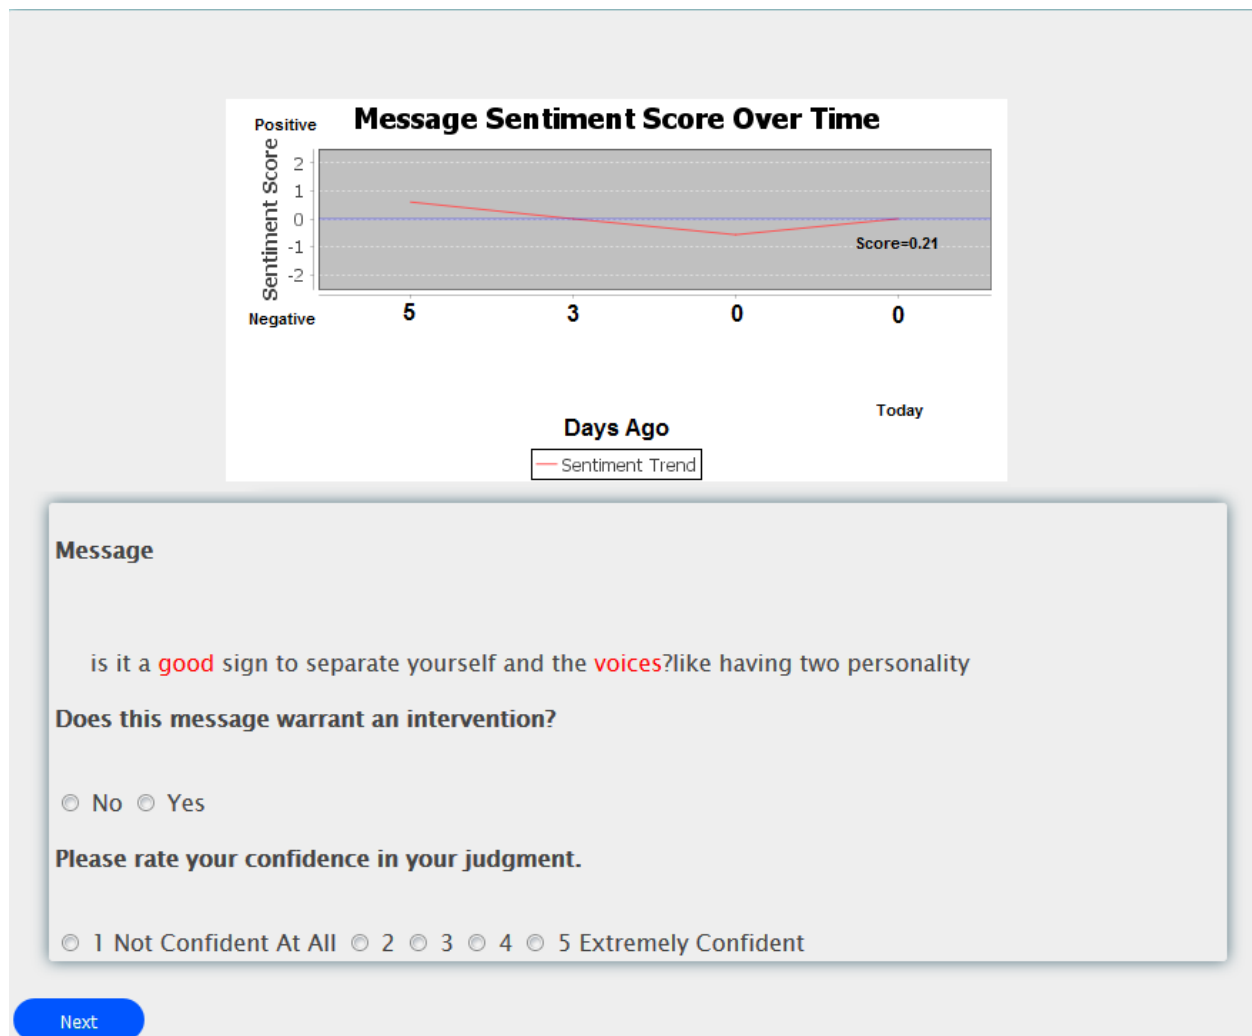 Message Sentiment Score Over Time
Positive
Sentiment Score
2
1
0
-1
-2
Score=0.21
Negative
5 3 0 0
Today
Days Ago
Sentiment Trend
Message
is it a good sign to separate yourself and the voices?like having two personality
Does this message warrant an intervention?
No Yes
Please rate your confidence in your judgment.
1 Not Confident At All 2 3 4 5 Extremely Confident
Next